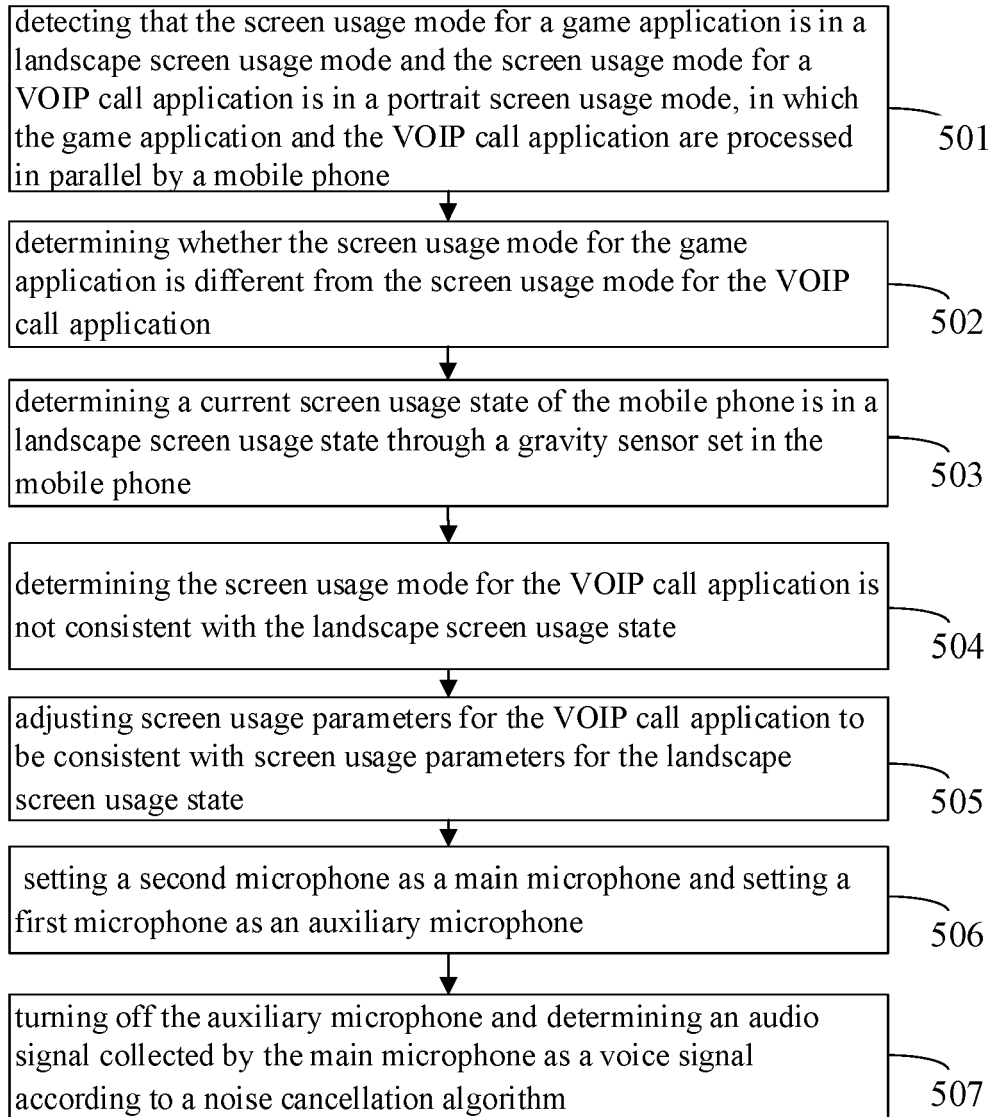 detecting that the screen usage mode for a game application is in a
landscape screen usage mode and the screen usage mode for a
VOIP call application is in a portrait screen usage mode, in which
the game application and the VOIP call application are processed
in parallel by a mobile phone
501
determining whether the screen usage mode for the game
application is different from the screen usage mode for the VOIP
call application
502
determining a current screen usage state of the mobile phone is in a
landscape screen usage state through a gravity sensor set in the
mobile phone
503
determining the screen usage mode for the VOIP call application is
not consistent with the landscape screen usage state
504
adjusting screen usage parameters for the VOIP call application to
be consistent with screen usage parameters for the landscape
screen usage state
505
setting a second microphone as a main microphone and setting a
first microphone as an auxiliary microphone
506
turning off the auxiliary microphone and determining an audio
signal collected by the main microphone as a voice signal
according to a noise cancellation algorithm
507